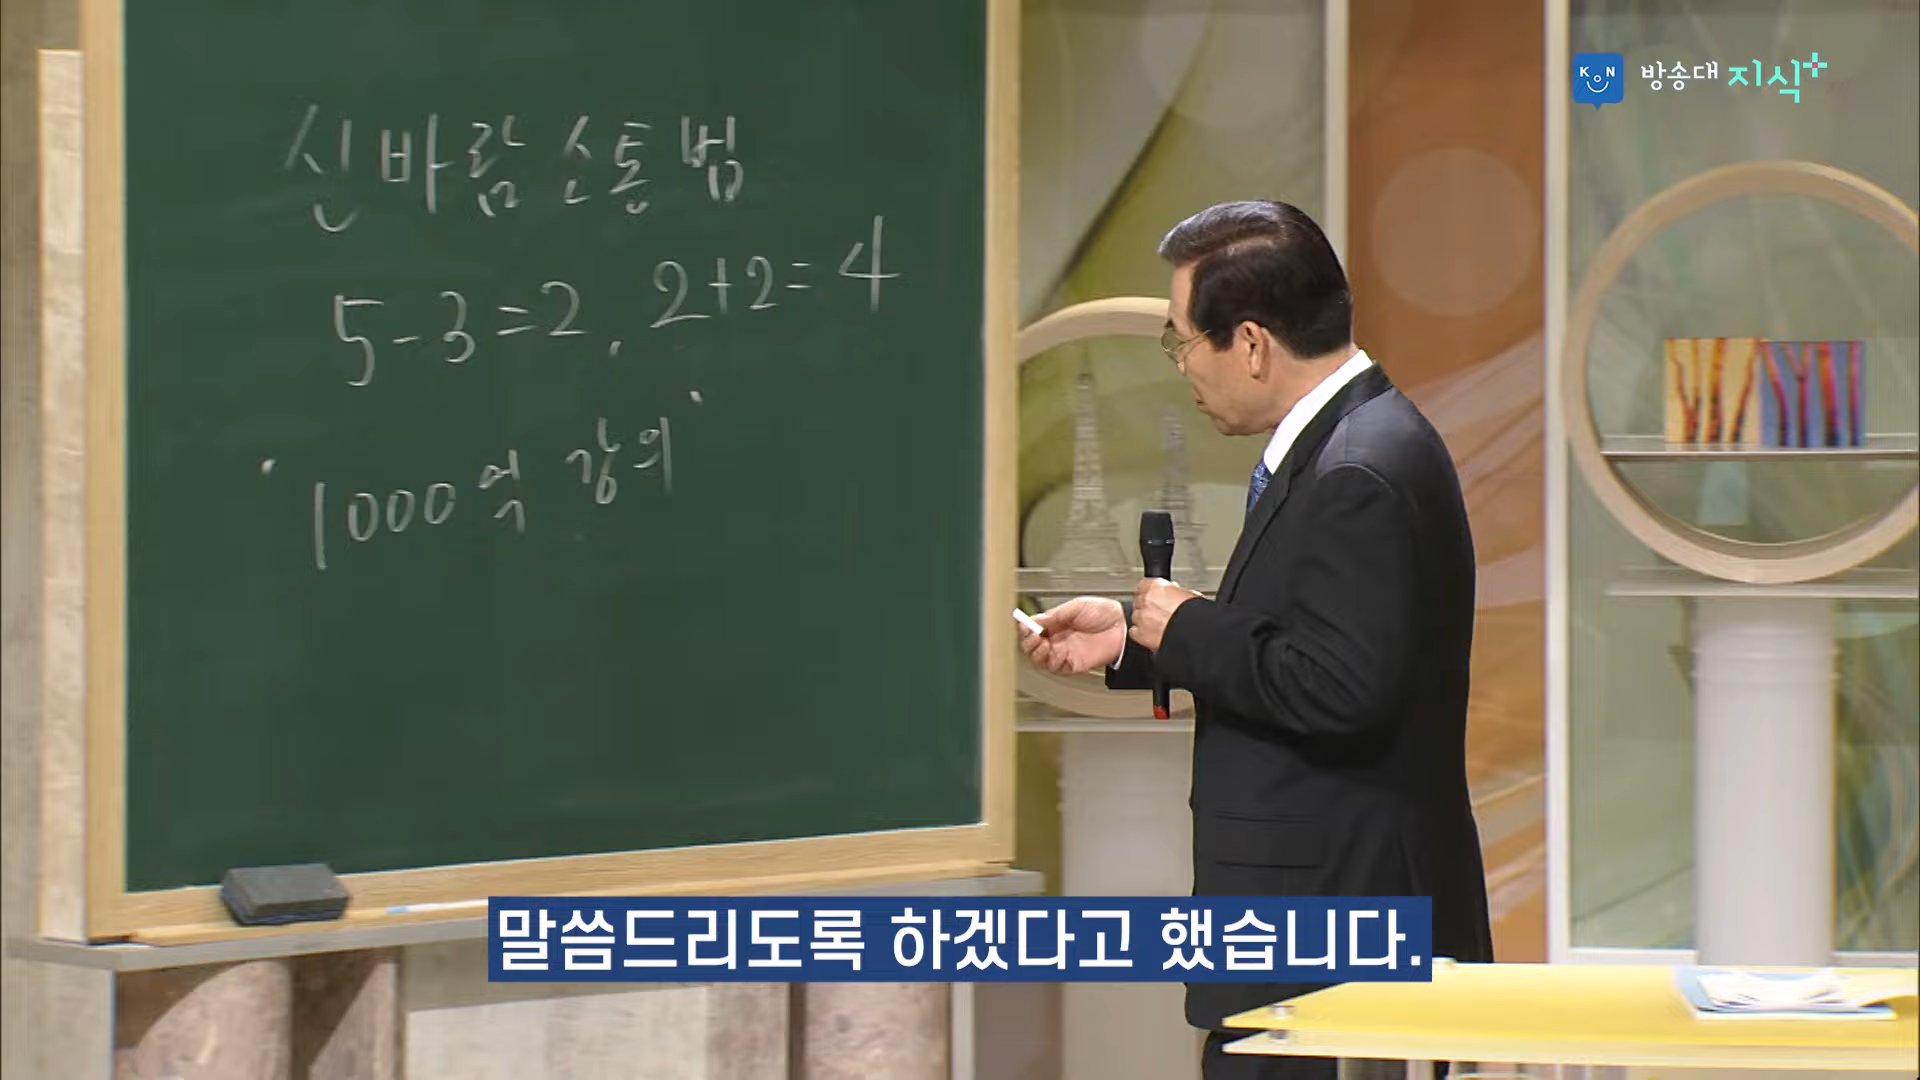 KON 방송대 지식+
신바람 소통법
5-3=2, 2+2=4
'1000억 강의'
말씀드리도록 하겠다고 했습니다.